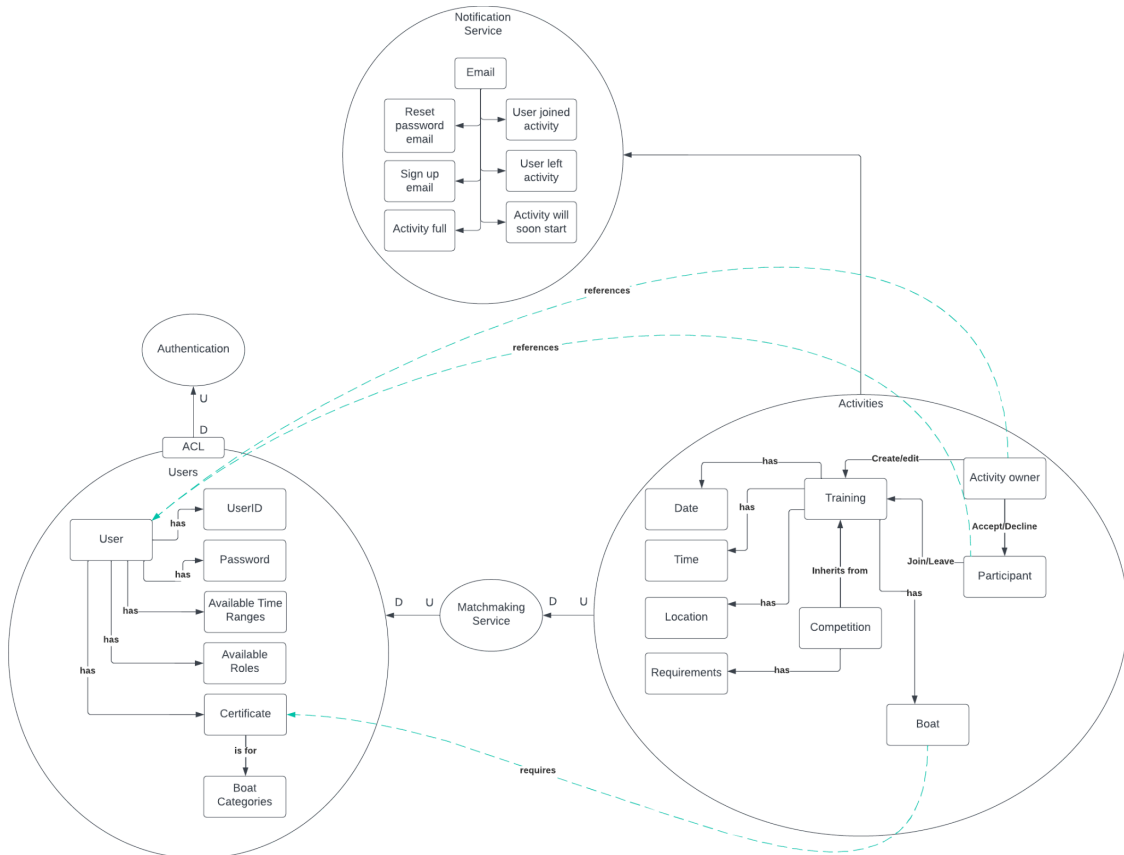 Notification
Service
Email
Reset
password
email
User joined
activity
Sign up
email
User left
activity
Activity full
Activity will
soon start
references
references
Authentication
U
D
ACL
Users
User
has
UserID
has
Password
has
Available Time
Ranges
has
Available
Roles
has
Certificate
is for
Boat
Categories
D
U
Matchmaking
Service
D
U
Activities
has
Create/edit
Activity owner
Date
Training
has
Accept/Decline
Time
Inherits from
Join/Leave
Participant
has
Location
has
Competition
Requirements
has
Boat
requires